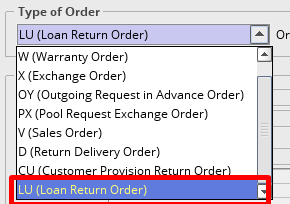 Type of Order
LU (Loan Return Order)
Or
W (Warranty Order)
X (Exchange Order)
OY (Outgoing Request in Advance Order)
PX (Pool Request Exchange Order)
V (Sales Order)
D (Return Delivery Order)
CU (Customer Provision Return Order)
LU (Loan Return Order)